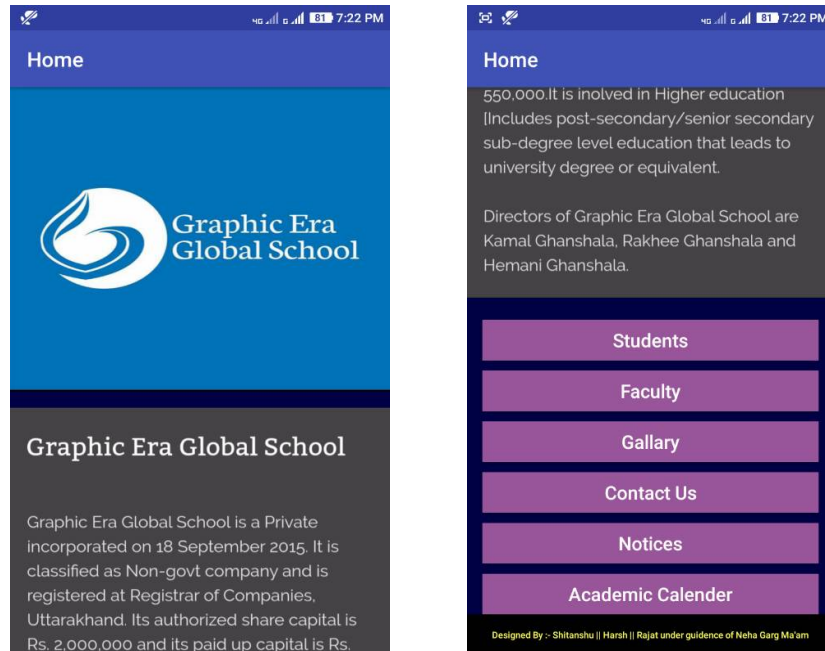 4G G 81 7:22 PM
Home
Graphic Era
Global School
Graphic Era Global School
Graphic Era Global School is a Private
incorporated on 18 September 2015. It is
classified as Non-govt company and is
registered at Registrar of Companies,
Uttarakhand. Its authorized share capital is
Rs. 2,000,000 and its paid up capital is Rs.
4G G 81 7:22 PM
Home
550,000.It is inolved in Higher education
[Includes post-secondary/senior secondary
sub-degree level education that leads to
university degree or equivalent.
Directors of Graphic Era Global School are
Kamal Ghanshala, Rakhee Ghanshala and
Hemani Ghanshala.
Students
Faculty
Gallary
Contact Us
Notices
Academic Calender
Designed By :- Shitanshu || Harsh || Rajat under guidence of Neha Garg Ma'am